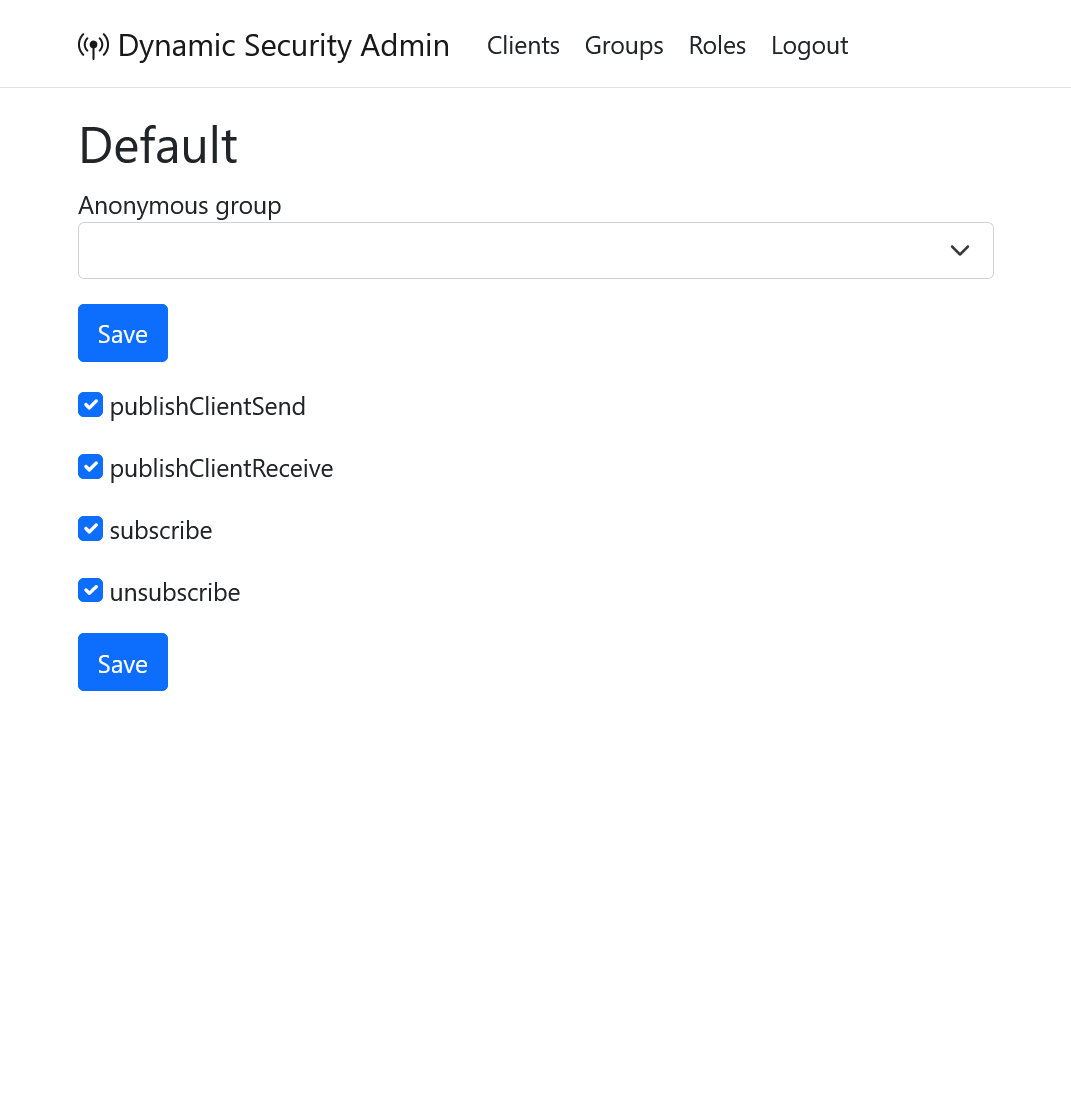 Dynamic Security Admin Clients Groups Roles Logout
Default
Anonymous group
Save
publishClientSend
publishClientReceive
subscribe
unsubscribe
Save